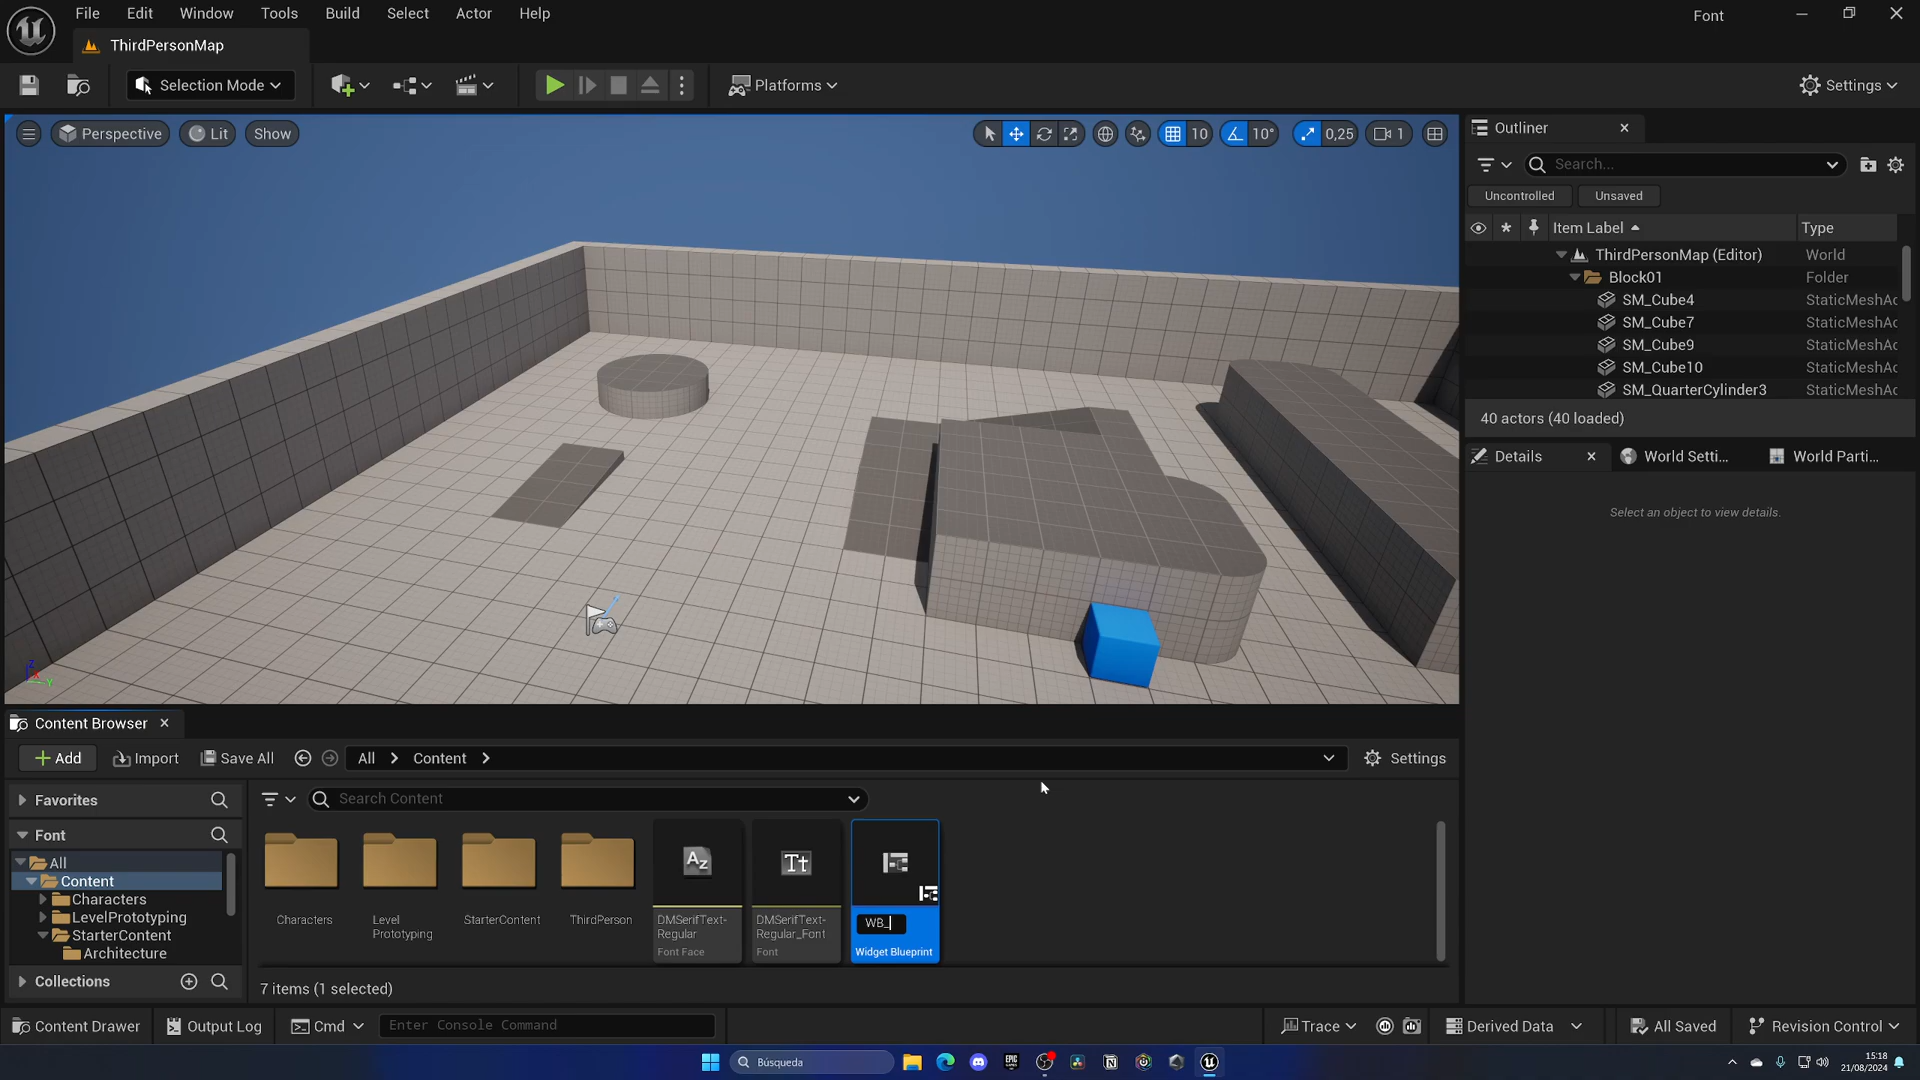 File Edit Window Tools Build Select Actor Help
Font
ThirdPersonMap
Selection Mode
Platforms
Settings
Perspective Lit Show
10 10° 0,25 1
Outliner
Search...
Uncontrolled Unsaved
Item Label Type
ThirdPersonMap (Editor) World
Block01 Folder
SM_Cube4 StaticMeshAc
SM_Cube7 StaticMeshAc
SM_Cube9 StaticMeshAc
SM_Cube10 StaticMeshAc
SM_QuarterCylinder3 StaticMeshAc
40 actors (40 loaded)
Details World Setti... World Parti...
Select an object to view details.
Z
Y
Content Browser
Add Import Save All All Content Settings
Favorites
Search Content
Font
All
Content
Characters
LevelPrototyping
StarterContent
Architecture
Collections
Characters
Level
Prototyping
StarterContent
ThirdPerson
Az
DMSerifText-
Regular
Font Face
Tt
DMSerifText-
Regular_Font
Font
WB_
Widget Blueprint
7 items (1 selected)
Content Drawer Output Log Cmd Enter Console Command Trace Derived Data All Saved Revision Control
Búsqueda
EPIC
15:18
21/08/2024